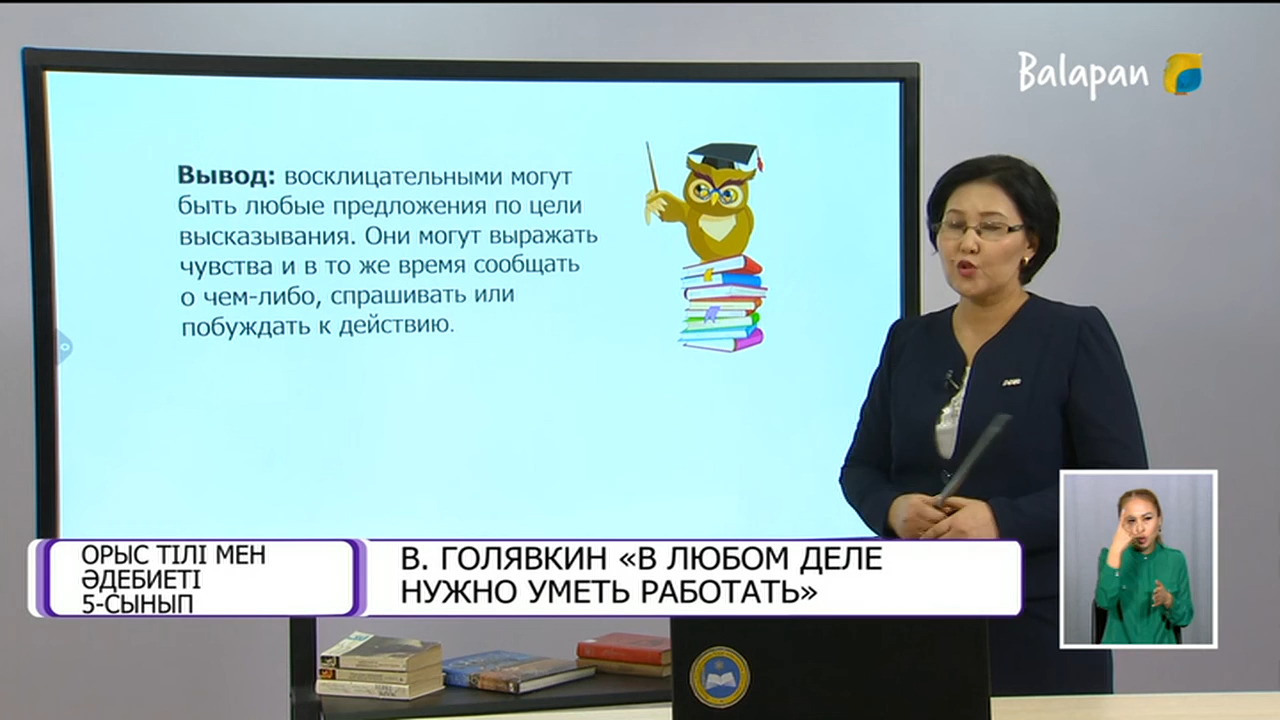 Balapan
Вывод: восклицательными могут
быть любые предложения по цели
высказывания. Они могут выражать
чувства и в то же время сообщать
о чем-либо, спрашивать или
побуждать к действию.
ОРЫС ТІЛІ МЕН
ӘДЕБИЕТІ
5-СЫНЫП
В. ГОЛЯВКИН «В ЛЮБОМ ДЕЛЕ
НУЖНО УМЕТЬ РАБОТАТЬ»